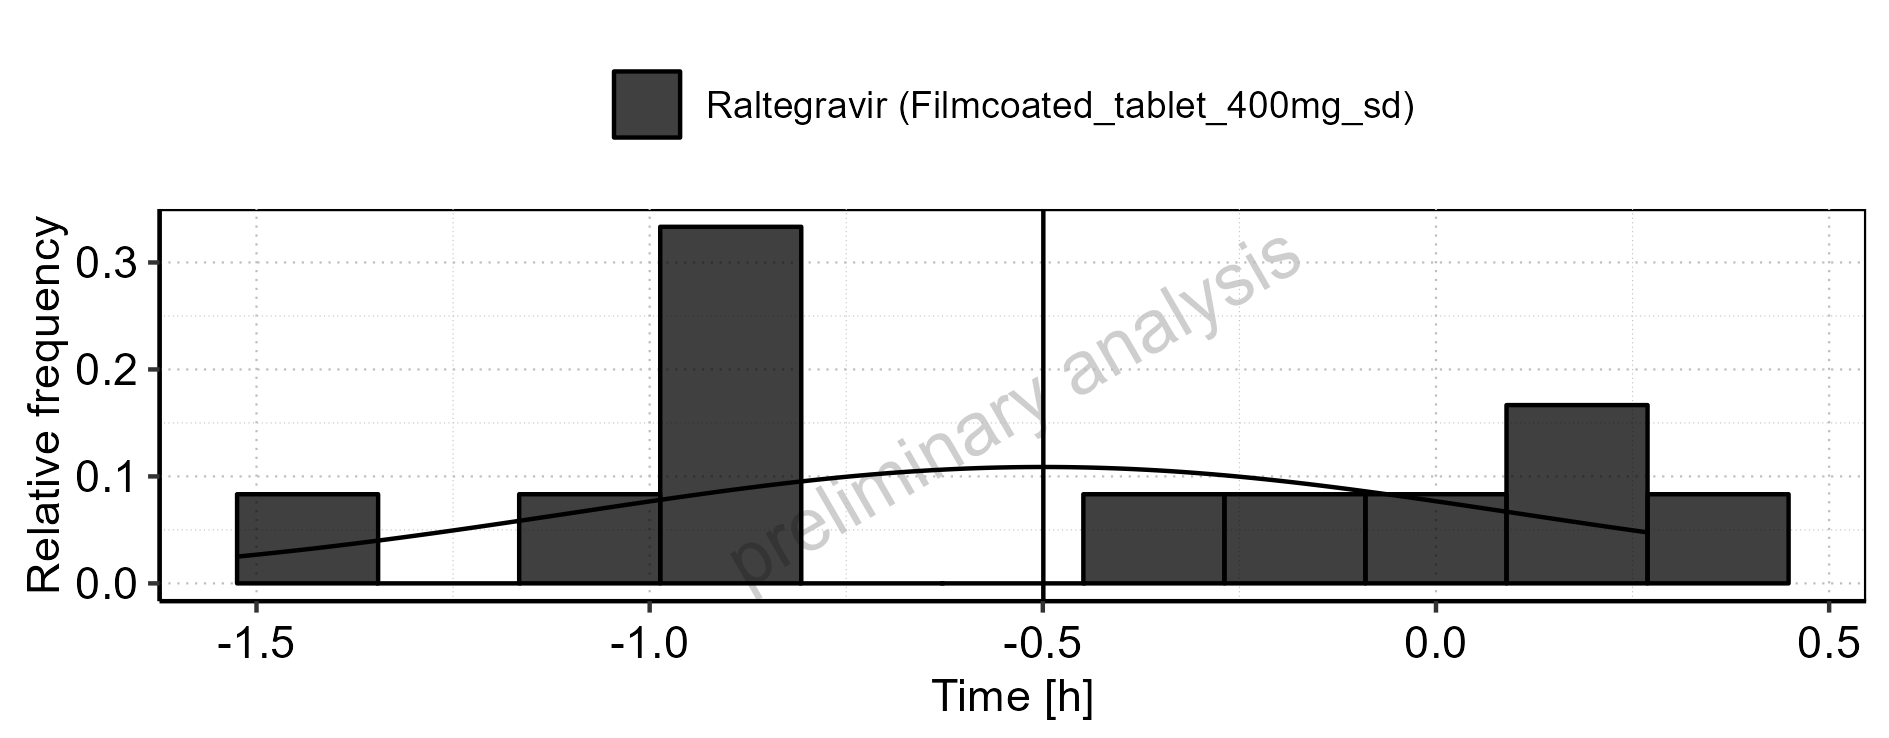 Raltegravir (Filmcoated_tablet_400mg_sd)
Relative frequency
0.3
0.2
0.1
0.0
preliminary analysis
-1.5 -1.0 -0.5 0.0 0.5
Time [h]